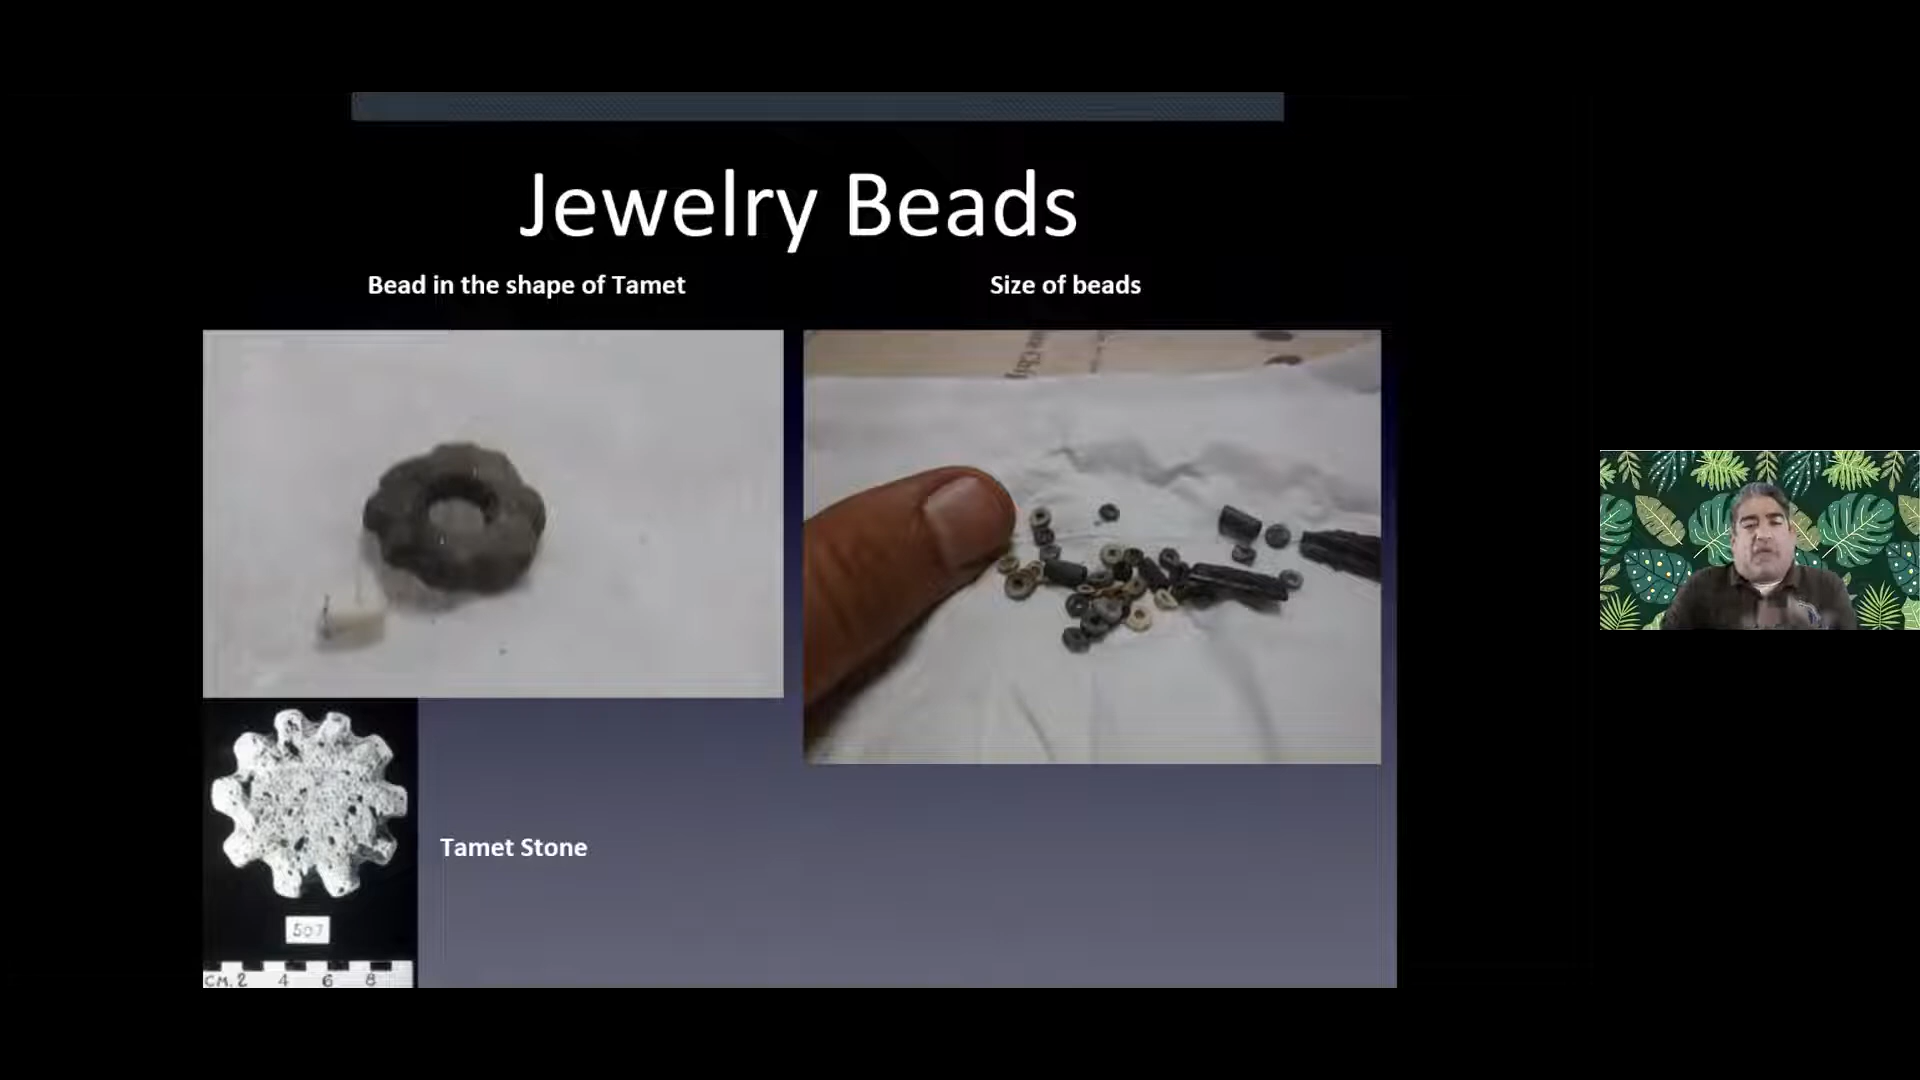 Jewelry Beads
Bead in the shape of Tamet
Size of beads
Tamet Stone
507
CM. 2 4 6 8